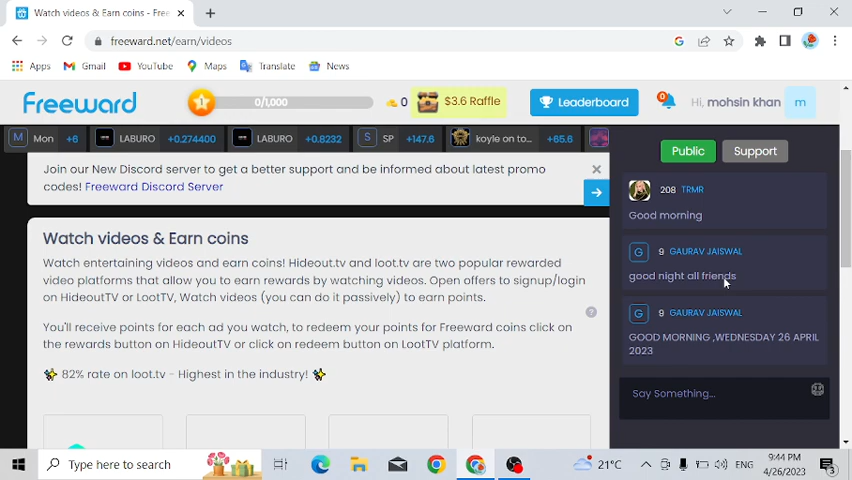 Watch videos & Earn coins - Free
freeward.net/earn/videos
Apps Gmail YouTube Maps Translate News
Freeward 1 0/1,000 0 $3.6 Raffle Leaderboard Hi, mohsin khan m
M Mon +6 LABURO +0.274400 LABURO +0.8232 S SP +147.6 koyle on to... +65.6
Join our New Discord server to get a better support and be informed about latest promo
codes! Freeward Discord Server
Watch videos & Earn coins
Watch entertaining videos and earn coins! Hideout.tv and loot.tv are two popular rewarded
video platforms that allow you to earn rewards by watching videos. Open offers to signup/login
on HideoutTV or LootTV, Watch videos (you can do it passively) to earn points.
You'll receive points for each ad you watch, to redeem your points for Freeward coins click on
the rewards button on HideoutTV or click on redeem button on LootTV platform.
82% rate on loot.tv - Highest in the industry!
Public Support
208 TRMR
Good morning
G 9 GAURAV JAISWAL
good night all friends
G 9 GAURAV JAISWAL
GOOD MORNING ,WEDNESDAY 26 APRIL
2023
Say Something...
Type here to search 21°C ENG 9:44 PM
4/26/2023 3